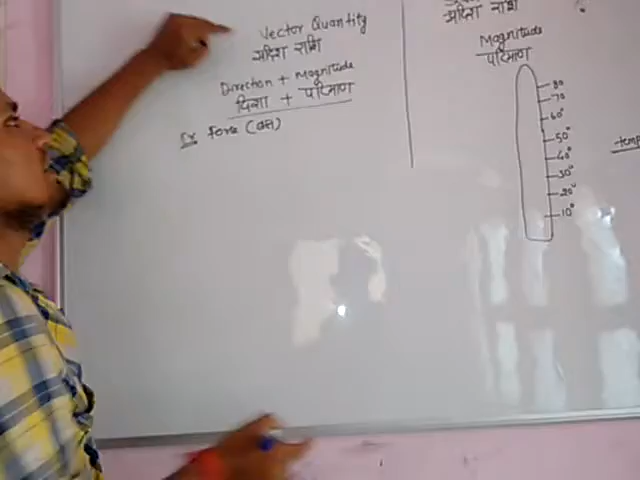 Vector Quantity
सदिश राशि
Direction + Magnitude
दिशा + परिमाण
Ex Force (बल)
राशि
Magnitude
परिमाण
80
70
60°
50°
40°
30°
20°
10°
temp